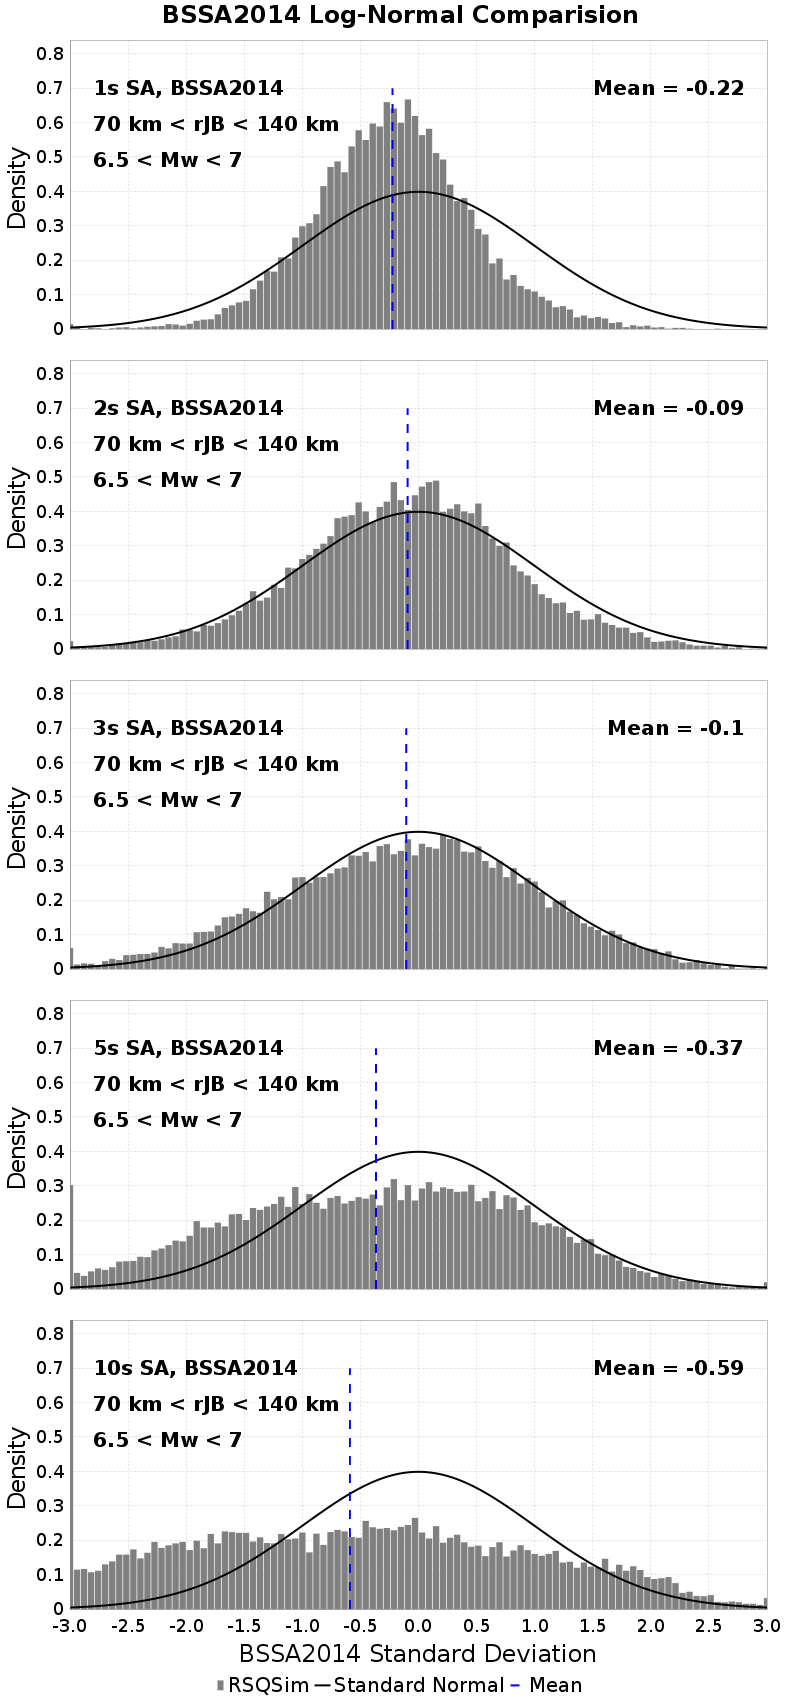 BSSA2014 Log-Normal Comparision
0.8
0.7
0.6
0.5
0.4
0.3
0.2
0.1
0
Density
1s SA, BSSA2014
Mean = -0.22
70 km < rJB < 140 km
6.5 < Mw < 7
0.8
0.7
0.6
0.5
0.4
0.3
0.2
0.1
0
Density
2s SA, BSSA2014
Mean = -0.09
70 km < rJB < 140 km
6.5 < Mw < 7
0.8
0.7
0.6
0.5
0.4
0.3
0.2
0.1
0
Density
3s SA, BSSA2014
Mean = -0.1
70 km < rJB < 140 km
6.5 < Mw < 7
0.8
0.7
0.6
0.5
0.4
0.3
0.2
0.1
0
Density
5s SA, BSSA2014
Mean = -0.37
70 km < rJB < 140 km
6.5 < Mw < 7
0.8
0.7
0.6
0.5
0.4
0.3
0.2
0.1
0
Density
10s SA, BSSA2014
Mean = -0.59
70 km < rJB < 140 km
6.5 < Mw < 7
-3.0 -2.5 -2.0 -1.5 -1.0 -0.5 0.0 0.5 1.0 1.5 2.0 2.5 3.0
BSSA2014 Standard Deviation
RSQSim Standard Normal Mean